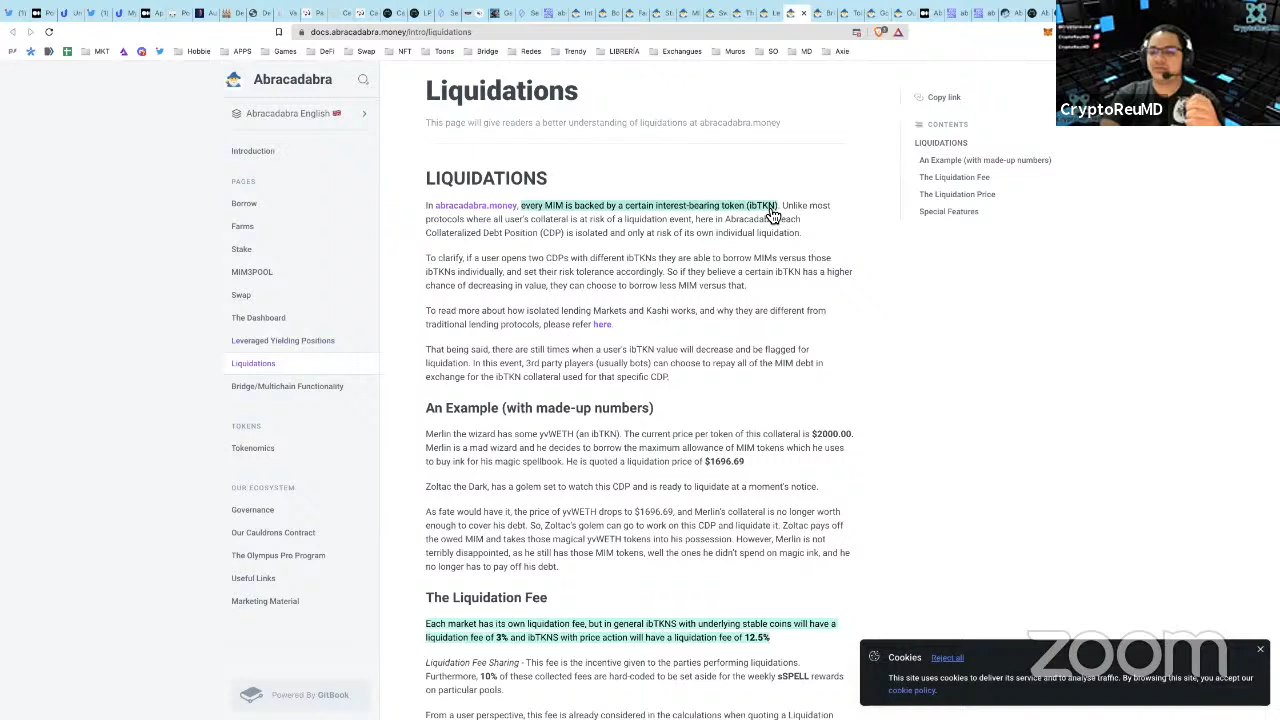 docs.abracadabra.money/intro/liquidations
MKT
Hobbie
APPS
Games
DeFi
Swap
NFT
Toons
Bridge
Redes
Trendy
LIBRERÍA
Exchangues
Muros
SO
MD
Axie
CryptoReuMD
Abracadabra
Abracadabra English
Introduction
PAGES
Borrow
Farms
Stake
MIM3POOL
Swap
The Dashboard
Leveraged Yielding Positions
Liquidations
Bridge/Multichain Functionality
TOKENS
Tokenomics
OUR ECOSYSTEM
Governance
Our Cauldrons Contract
The Olympus Pro Program
Useful Links
Marketing Material
Powered By GitBook
Liquidations
This page will give readers a better understanding of liquidations at abracadabra.money
LIQUIDATIONS
In abracadabra.money, every MIM is backed by a certain interest-bearing token (ibTKN). Unlike most
protocols where all user's collateral is at risk of a liquidation event, here in Abracadabra each
Collateralized Debt Position (CDP) is isolated and only at risk of its own individual liquidation.
To clarify, if a user opens two CDPs with different ibTKNs they are able to borrow MIMs versus those
ibTKNs individually, and set their risk tolerance accordingly. So if they believe a certain ibTKN has a higher
chance of decreasing in value, they can choose to borrow less MIM versus that.
To read more about how isolated lending Markets and Kashi works, and why they are different from
traditional lending protocols, please refer here.
That being said, there are still times when a user's ibTKN value will decrease and be flagged for
liquidation. In this event, 3rd party players (usually bots) can choose to repay all of the MIM debt in
exchange for the ibTKN collateral used for that specific CDP.
An Example (with made-up numbers)
Merlin the wizard has some yvWETH (an ibTKN). The current price per token of this collateral is $2000.00.
Merlin is a mad wizard and he decides to borrow the maximum allowance of MIM tokens which he uses
to buy ink for his magic spellbook. He is quoted a liquidation price of $1696.69
Zoltac the Dark, has a golem set to watch this CDP and is ready to liquidate at a moment's notice.
As fate would have it, the price of yvWETH drops to $1696.69, and Merlin's collateral is no longer worth
enough to cover his debt. So, Zoltac's golem can go to work on this CDP and liquidate it. Zoltac pays off
the owed MIM and takes those magical yvWETH tokens into his possession. However, Merlin is not
terribly disappointed, as he still has those MIM tokens, well the ones he didn't spend on magic ink, and he
no longer has to pay off his debt.
The Liquidation Fee
Each market has its own liquidation fee, but in general ibTKNS with underlying stable coins will have a
liquidation fee of 3% and ibTKNS with price action will have a liquidation fee of 12.5%
Liquidation Fee Sharing - This fee is the incentive given to the parties performing liquidations.
Furthermore, 10% of the collected fees are hard-coded to be set aside for the weekly sSPELL rewards
on particular pools.
From a user perspective, this fee is already considered in the calculations when quoting a Liquidation
Copy link
CONTENTS
LIQUIDATIONS
An Example (with made-up numbers)
The Liquidation Fee
The Liquidation Price
Special Features
zoom
Cookies
Reject all
This site uses cookies to deliver its service and to analyse traffic. By browsing this site, you accept our
cookie policy.